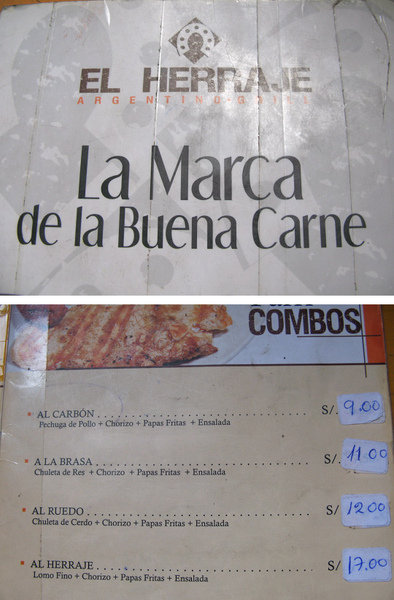 EL HERRAJE
ARGENTINO-GRILL
La Marca
de la Buena Carne
COMBOS
• AL CARBÓN . . . . . . . . . . . . . . . . . . . . . . . . . . . . . S/. 9.00
Pechuga de Pollo + Chorizo + Papas Fritas + Ensalada
• A LA BRASA . . . . . . . . . . . . . . . . . . . . . . . . . . . . . S/. 11.00
Chuleta de Res + Chorizo + Papas Fritas + Ensalada
• AL RUEDO . . . . . . . . . . . . . . . . . . . . . . . . . . . . . S/. 12.00
Chuleta de Cerdo + Chorizo + Papas Fritas + Ensalada
• AL HERRAJE . . . . . . . . . . . . . . . . . . . . . . . . . . . . . S/ 17.00
Lomo Fino + Chorizo + Papas Fritas + Ensalada